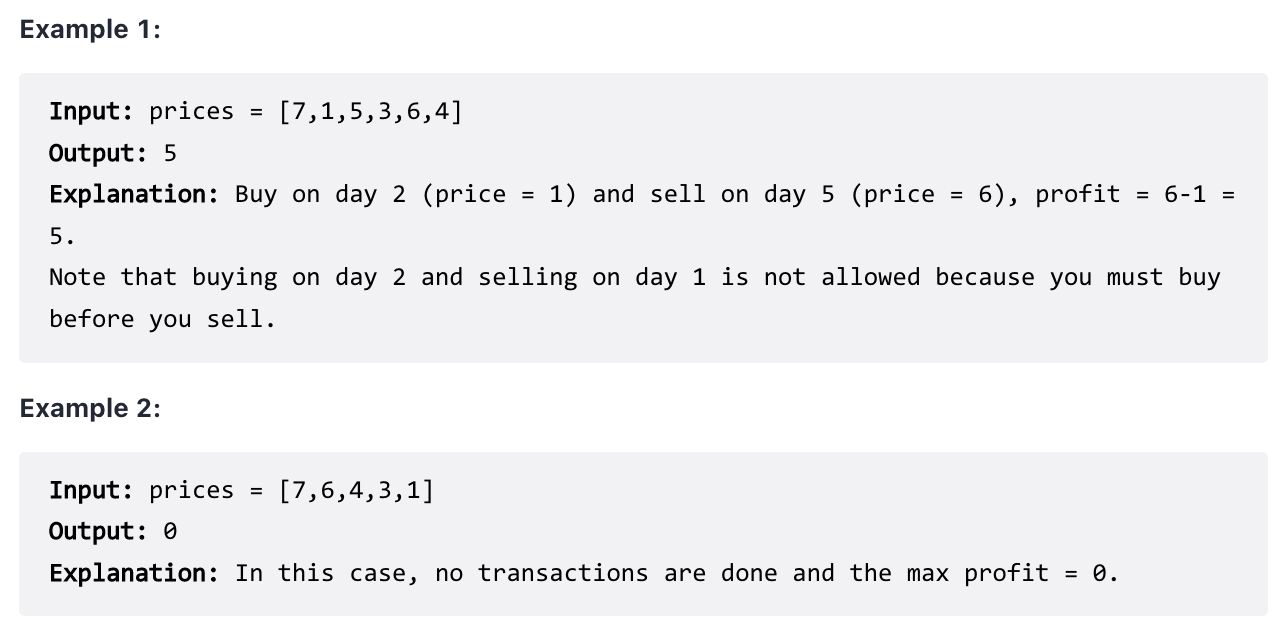 Example 1:
Input: prices = [7,1,5,3,6,4]
Output: 5
Explanation: Buy on day 2 (price = 1) and sell on day 5 (price = 6), profit = 6-1 =
5.
Note that buying on day 2 and selling on day 1 is not allowed because you must buy
before you sell.
Example 2:
Input: prices = [7,6,4,3,1]
Output: 0
Explanation: In this case, no transactions are done and the max profit = 0.